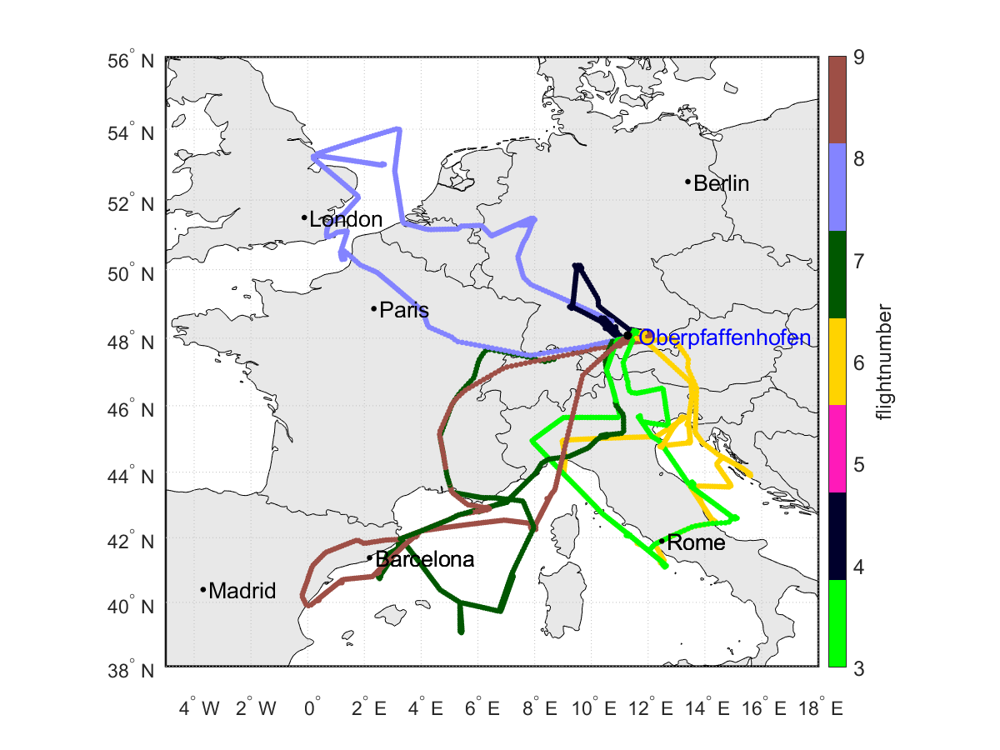 56° N
54° N
52° N
50° N
48° N
46° N
44° N
42° N
40° N
38° N
4° W 2° W 0° 2° E 4° E 6° E 8° E 10° E 12° E 14° E 16° E 18° E
Berlin
London
Paris
Oberpfaffenhofen
Rome
Barcelona
Madrid
9
8
7
6
5
4
3
flightnumber